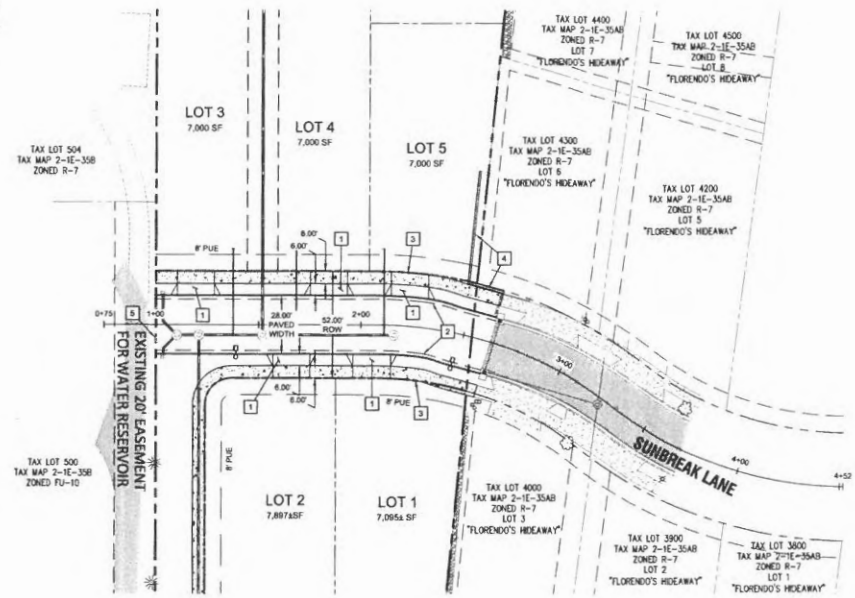 TAX LOT 4400
TAX MAP 2-1E-35AB
ZONED R-7
LOT 7
"FLORENDO'S HIDEAWAY"
TAX LOT 4500
TAX MAP 2-1E-35AB
ZONED R-7
LOT 8
"FLORENDO'S HIDEAWAY"
LOT 3
7,000 SF
LOT 4
7,000 SF
LOT 5
7,000 SF
TAX LOT 504
TAX MAP 2-1E-35B
ZONED R-7
TAX LOT 4300
TAX MAP 2-1E-35AB
ZONED R-7
LOT 6
"FLORENDO'S HIDEAWAY"
TAX LOT 4200
TAX MAP 2-1E-35AB
ZONED R-7
LOT 5
"FLORENDO'S HIDEAWAY"
8' PUE
6.00'
6.00'
1
3
4
1
1
0+75
5
1+00
28.00'
PAVED
WIDTH
52.00'
ROW
2+00
2
3+00
EXISTING 20' EASEMENT
FOR WATER RESERVOIR
1
6.00'
6.00'
1
8' PUE
3
8' PUE
SUNBREAK LANE
4+00
4+52
TAX LOT 500
TAX MAP 2-1E-35B
ZONED FU-10
LOT 2
7,897±SF
LOT 1
7,095± SF
TAX LOT 4000
TAX MAP 2-1E-35AB
ZONED R-7
LOT 3
"FLORENDO'S HIDEAWAY"
TAX LOT 3900
TAX MAP 2-1E-35AB
ZONED R-7
LOT 2
"FLORENDO'S HIDEAWAY"
TAX LOT 3800
TAX MAP 2-1E-35AB
ZONED R-7
LOT 1
"FLORENDO'S HIDEAWAY"